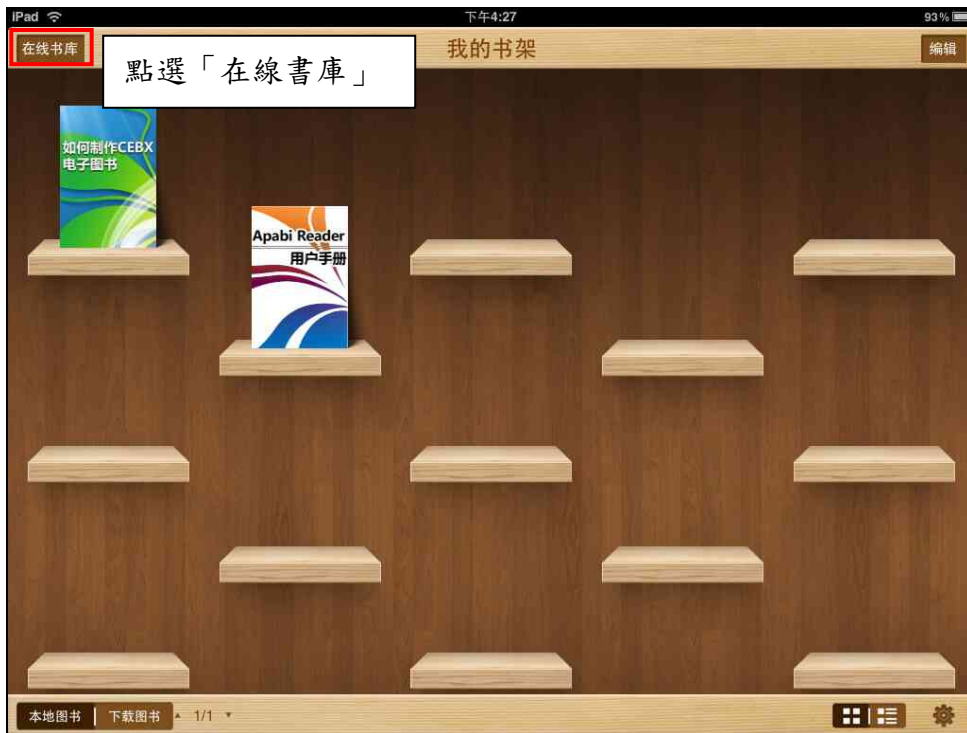 iPad 下午4:27 93%
在线书库 我的书架 编辑
點選「在線書庫」
如何制作CEBX
电子图书
Apabi Reader
用户手册
本地图书 下载图书 1/1